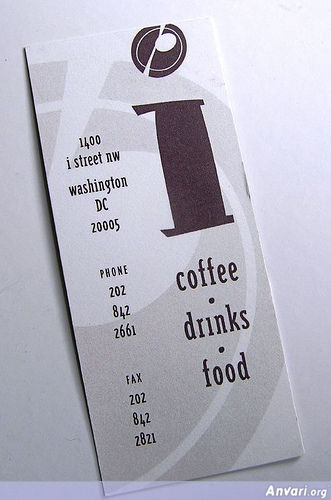 i
1400
i street nw
washington
DC
20005
PHONE
202
842
2661
FAX
202
842
2821
coffee
•
drinks
•
food
Anvari.org